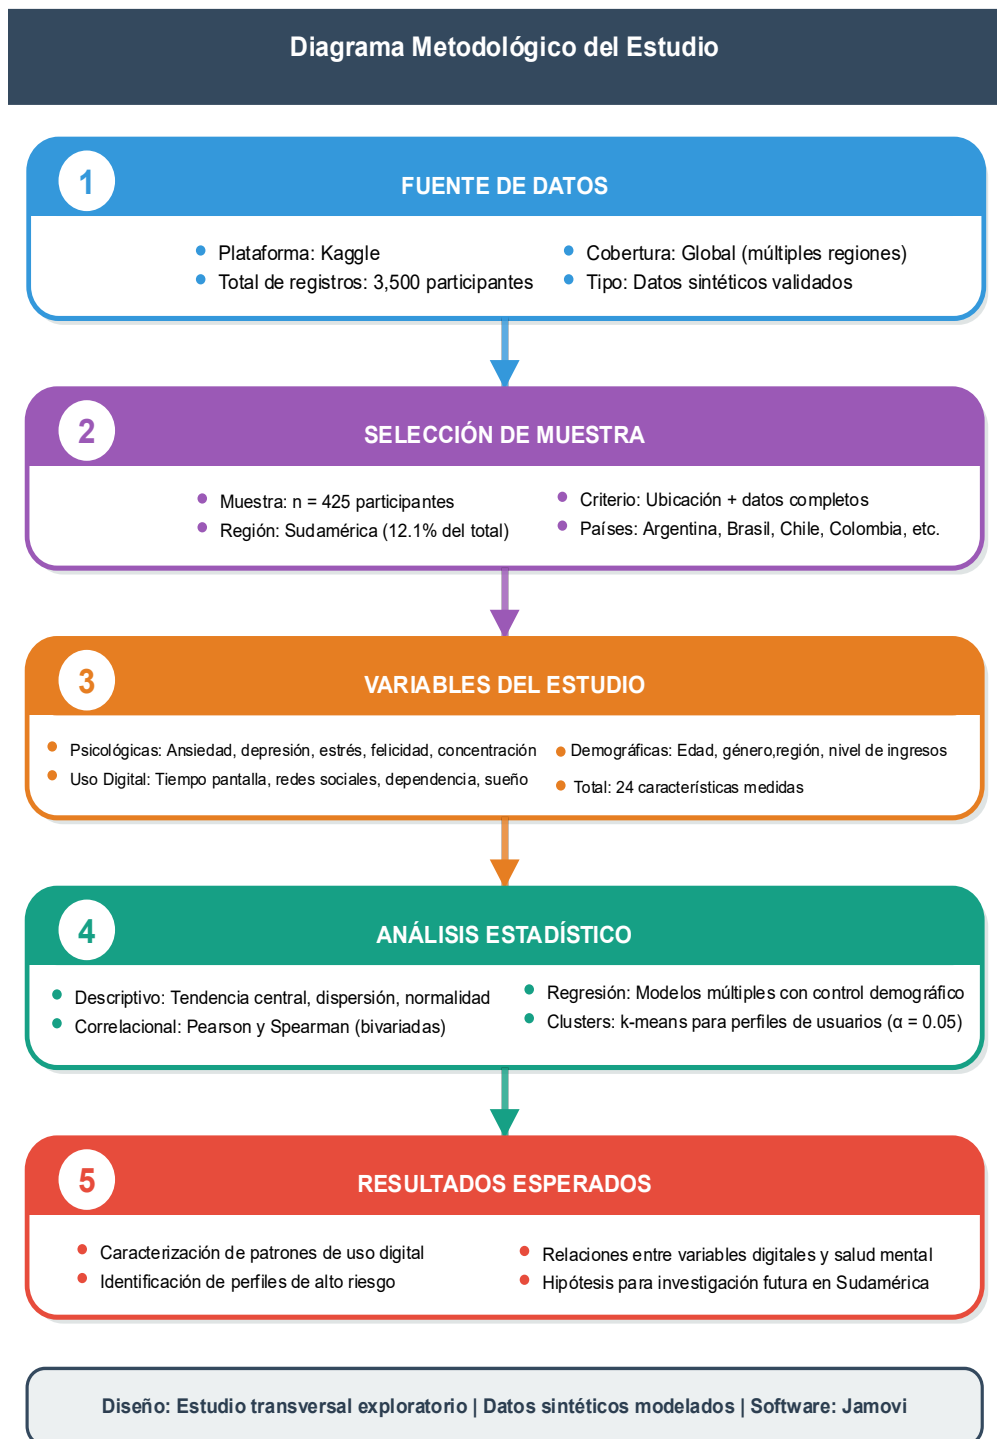 Diagrama Metodológico del Estudio
1
FUENTE DE DATOS
Plataforma: Kaggle
Total de registros: 3,500 participantes
Cobertura: Global (múltiples regiones)
Tipo: Datos sintéticos validados
2
SELECCIÓN DE MUESTRA
Muestra: n = 425 participantes
Región: Sudamérica (12.1% del total)
Criterio: Ubicación + datos completos
Países: Argentina, Brasil, Chile, Colombia, etc.
3
VARIABLES DEL ESTUDIO
Psicológicas: Ansiedad, depresión, estrés, felicidad, concentración
Uso Digital: Tiempo pantalla, redes sociales, dependencia, sueño
Demográficas: Edad, género,región, nivel de ingresos
Total: 24 características medidas
4
ANÁLISIS ESTADÍSTICO
Descriptivo: Tendencia central, dispersión, normalidad
Correlacional: Pearson y Spearman (bivariadas)
Regresión: Modelos múltiples con control demográfico
Clusters: k-means para perfiles de usuarios (α = 0.05)
5
RESULTADOS ESPERADOS
Caracterización de patrones de uso digital
Identificación de perfiles de alto riesgo
Relaciones entre variables digitales y salud mental
Hipótesis para investigación futura en Sudamérica
Diseño: Estudio transversal exploratorio | Datos sintéticos modelados | Software: Jamovi